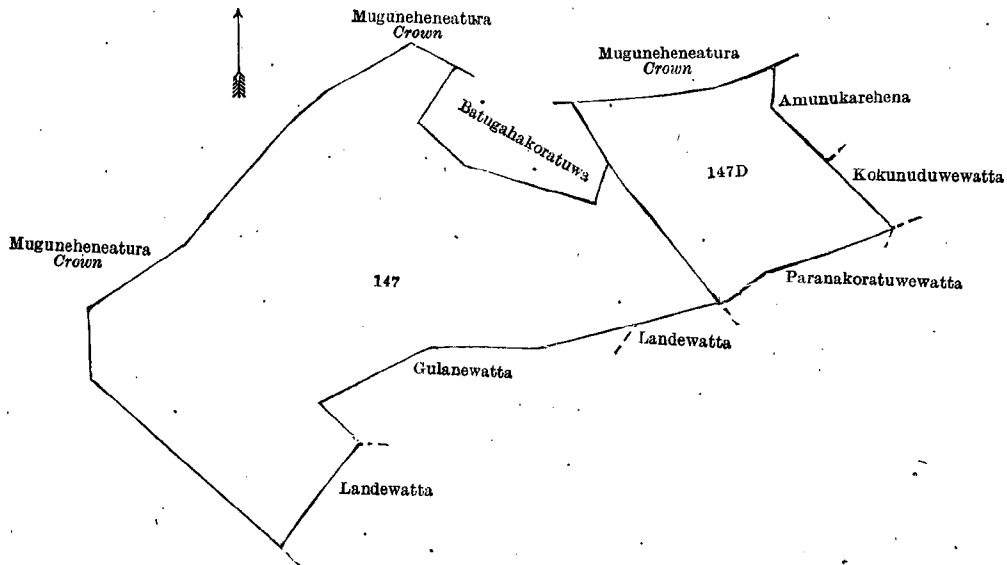 Muguneheneatura
Crown
Muguneheneatura
Crown
Batugahakoratuwa
Amunukarehena
147D
Kokunuduwewatta
Muguneheneatura
Crown
147
Paranakoratuwewatta
Landewatta
Gulanewatta
Landewatta